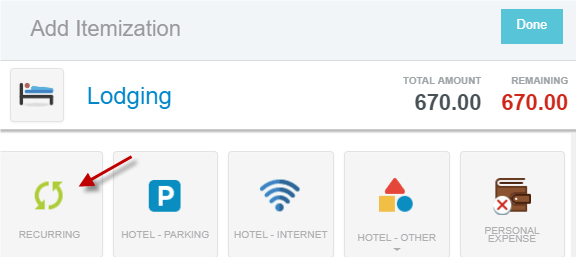 Add Itemization
Done
Lodging
TOTAL AMOUNT
670.00
REMAINING
670.00
RECURRING
P
HOTEL - PARKING
HOTEL - INTERNET
HOTEL - OTHER
PERSONAL
EXPENSE